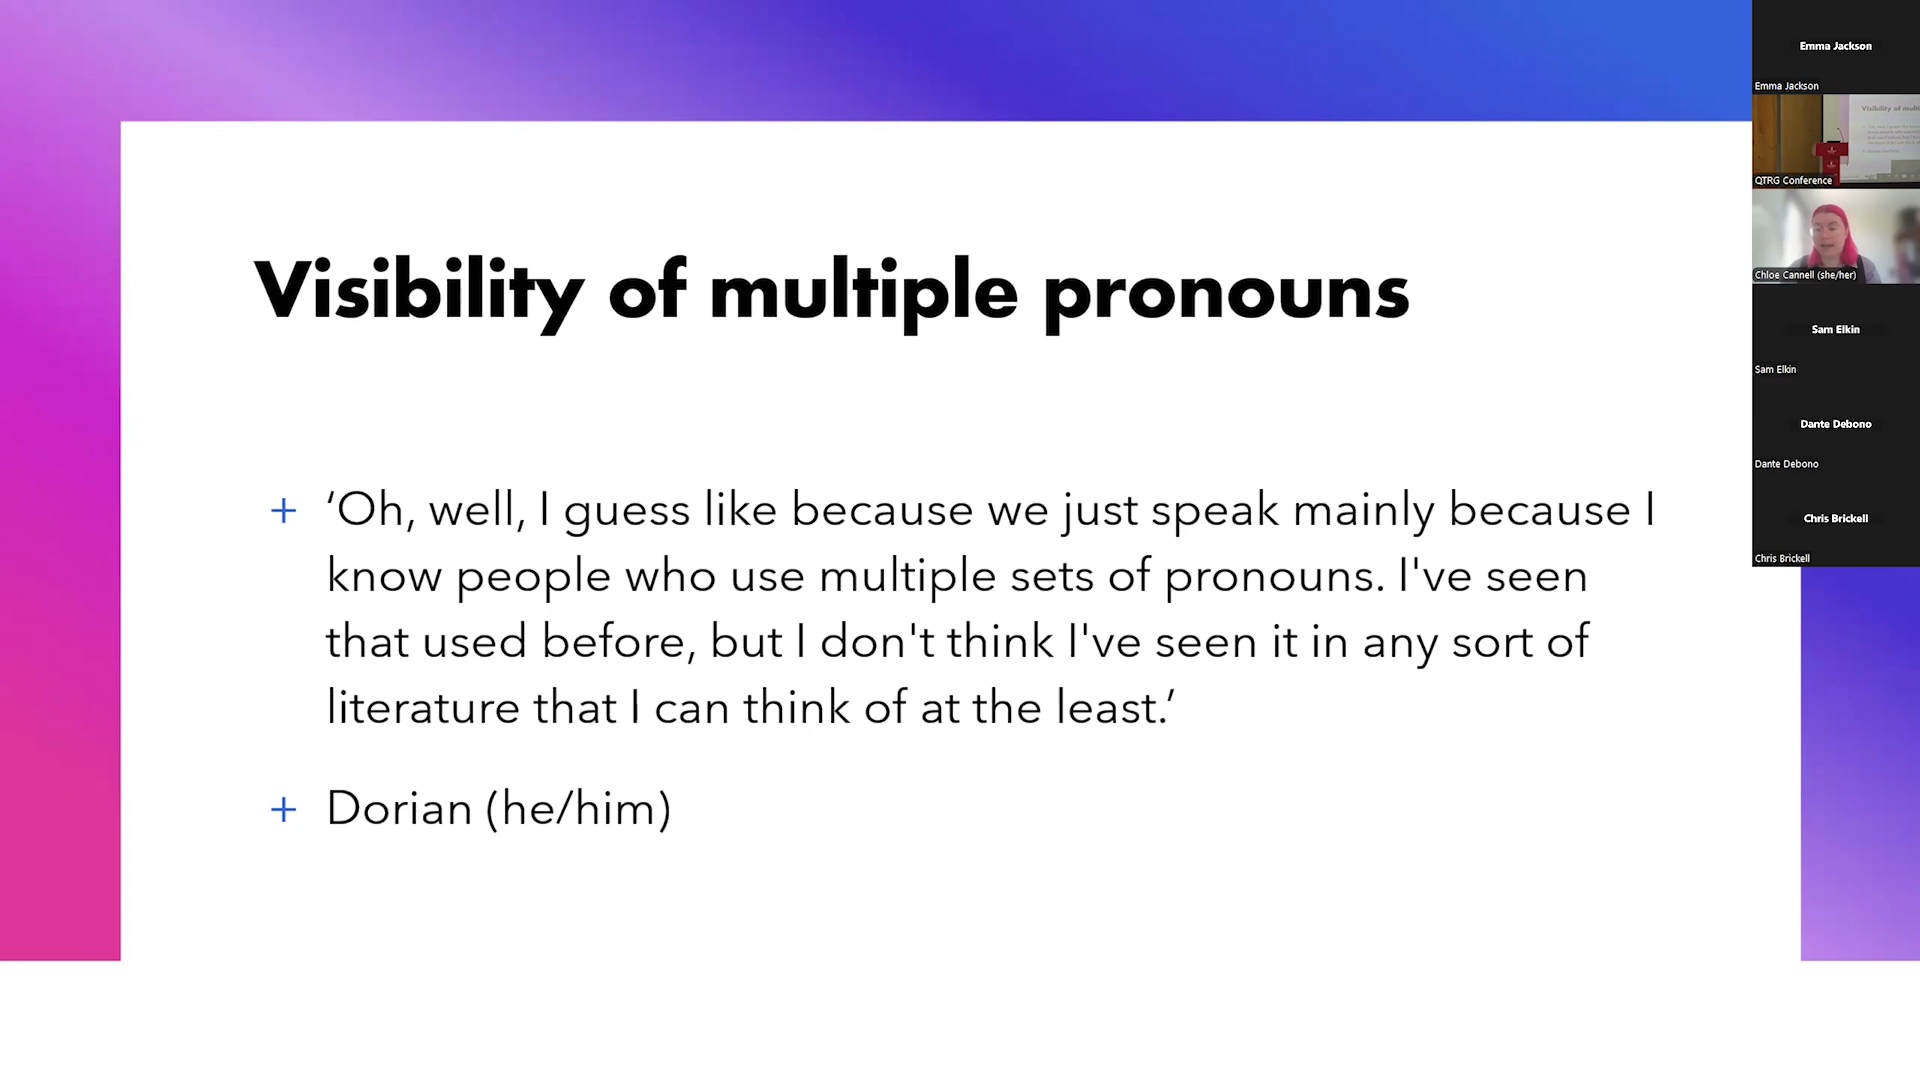 Visibility of multiple pronouns
+ ‘Oh, well, I guess like because we just speak mainly because I
know people who use multiple sets of pronouns. I've seen
that used before, but I don't think I've seen it in any sort of
literature that I can think of at the least.’
+ Dorian (he/him)
Emma Jackson
Emma Jackson
Visibility of mult
QTRG Conference
Chloe Cannell (she/her)
Sam Elkin
Sam Elkin
Dante Debono
Dante Debono
Chris Brickell
Chris Brickell